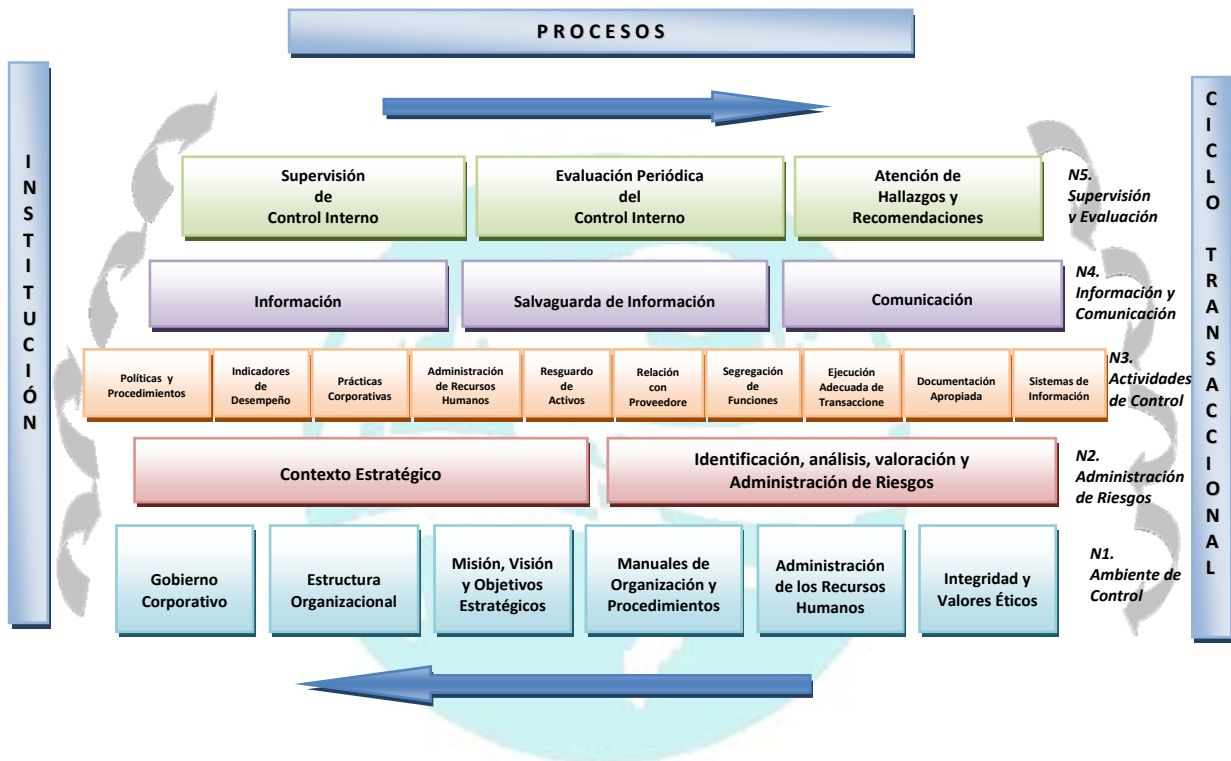 PROCESOS
INSTITUCIÓN
CICLO TRANSACCIONAL
Supervisión
de
Control Interno
Evaluación Periódica
del
Control Interno
Atención de
Hallazgos y
Recomendaciones
N5.
Supervisión
y Evaluación
Información
Salvaguarda de Información
Comunicación
N4.
Información y
Comunicación
Políticas y
Procedimientos
Indicadores
de
Desempeño
Prácticas
Corporativas
Administración
de Recursos
Humanos
Resguardo
de
Activos
Relación
con
Proveedore
Segregación
de
Funciones
Ejecución
Adecuada de
Transaccione
Documentación
Apropiada
Sistemas de
Información
N3.
Actividades
de Control
Contexto Estratégico
Identificación, análisis, valoración y
Administración de Riesgos
N2.
Administración
de Riesgos
Gobierno
Corporativo
Estructura
Organizacional
Misión, Visión
y Objetivos
Estratégicos
Manuales de
Organización y
Procedimientos
Administración
de los Recursos
Humanos
Integridad y
Valores Éticos
N1.
Ambiente de
Control